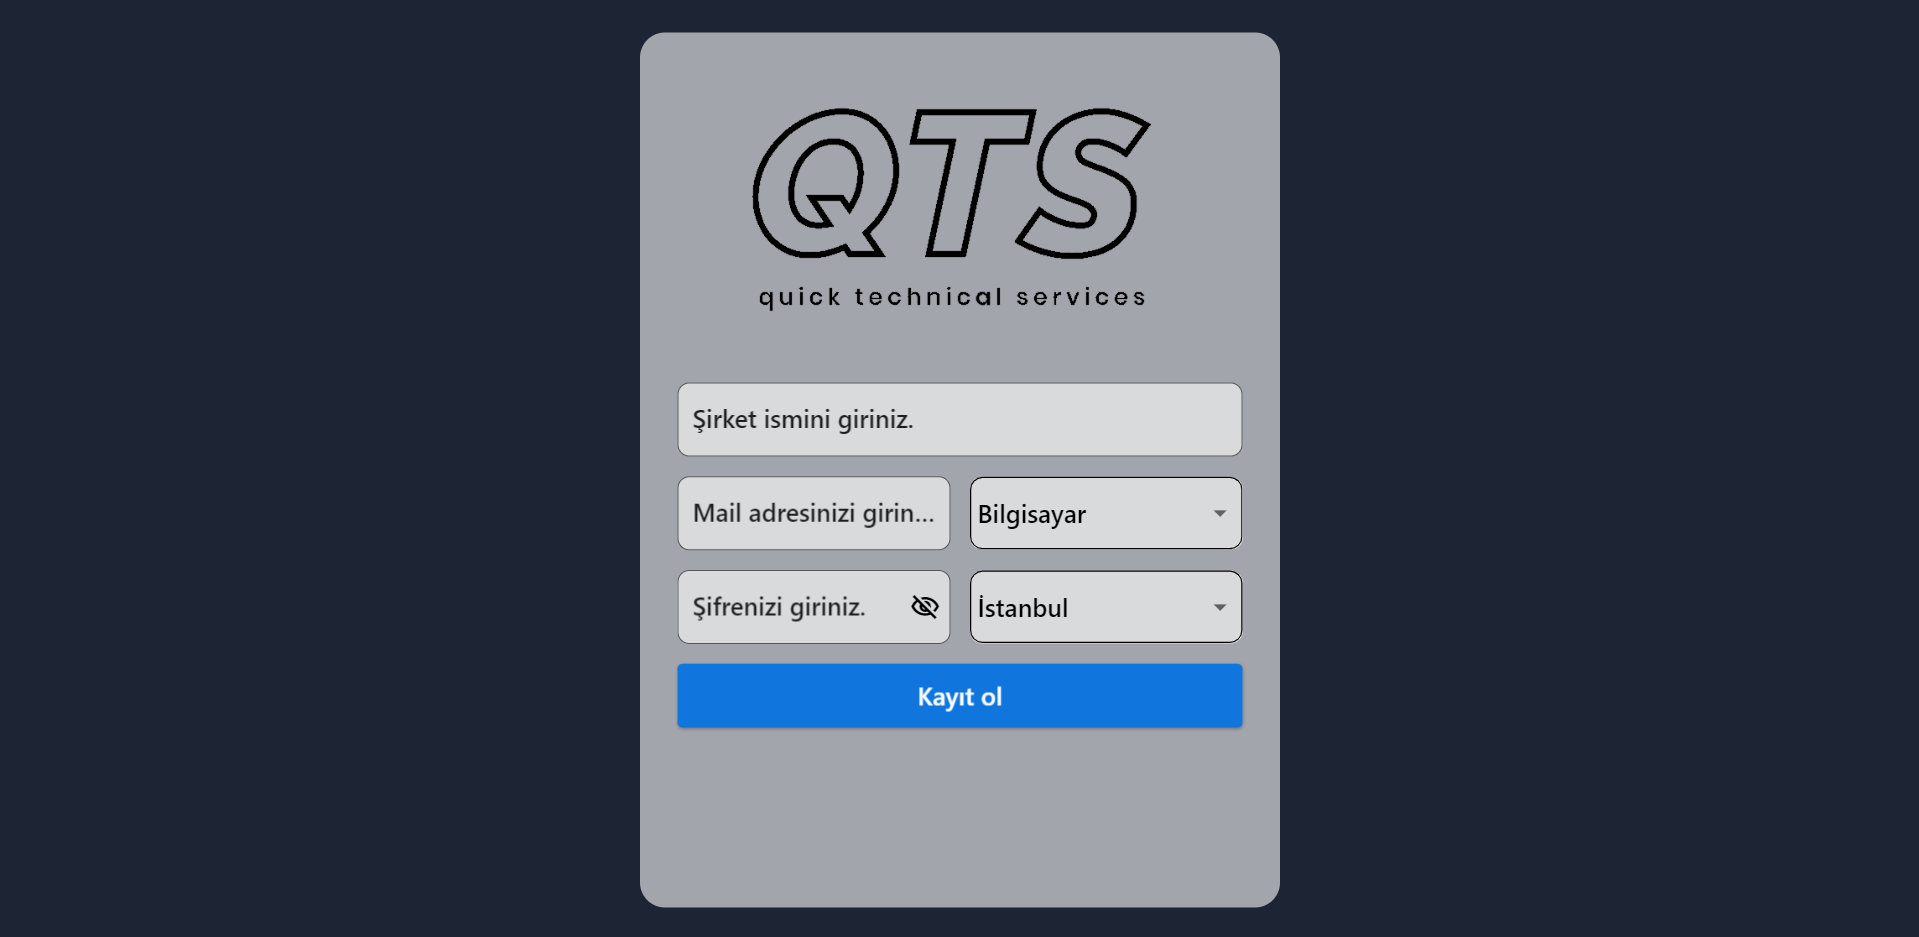 QTS
quick technical services
Şirket ismini giriniz.
Mail adresinizi girin... Bilgisayar
Şifrenizi giriniz. İstanbul
Kayıt ol